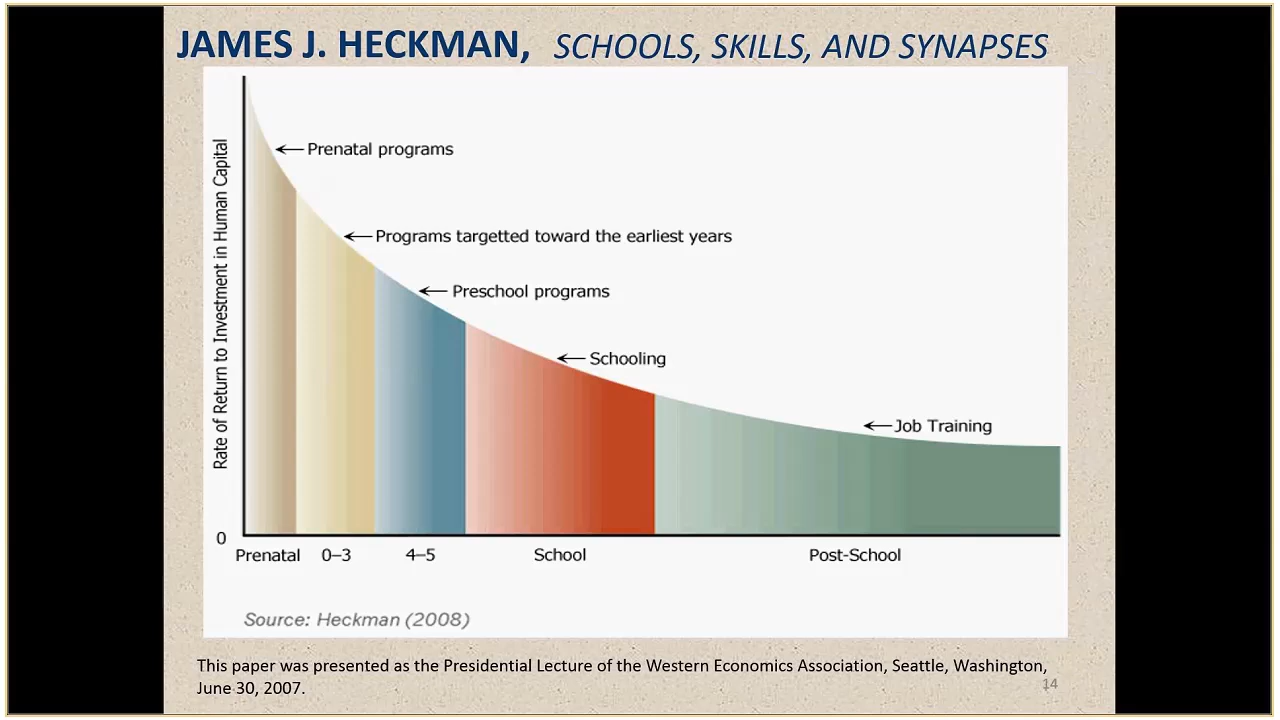 JAMES J. HECKMAN, SCHOOLS, SKILLS, AND SYNAPSES
Rate of Return to Investment in Human Capital
Prenatal programs
Programs targetted toward the earliest years
Preschool programs
Schooling
Job Training
0
Prenatal 0–3 4–5 School Post-School
Source: Heckman (2008)
This paper was presented as the Presidential Lecture of the Western Economics Association, Seattle, Washington,
June 30, 2007.
14